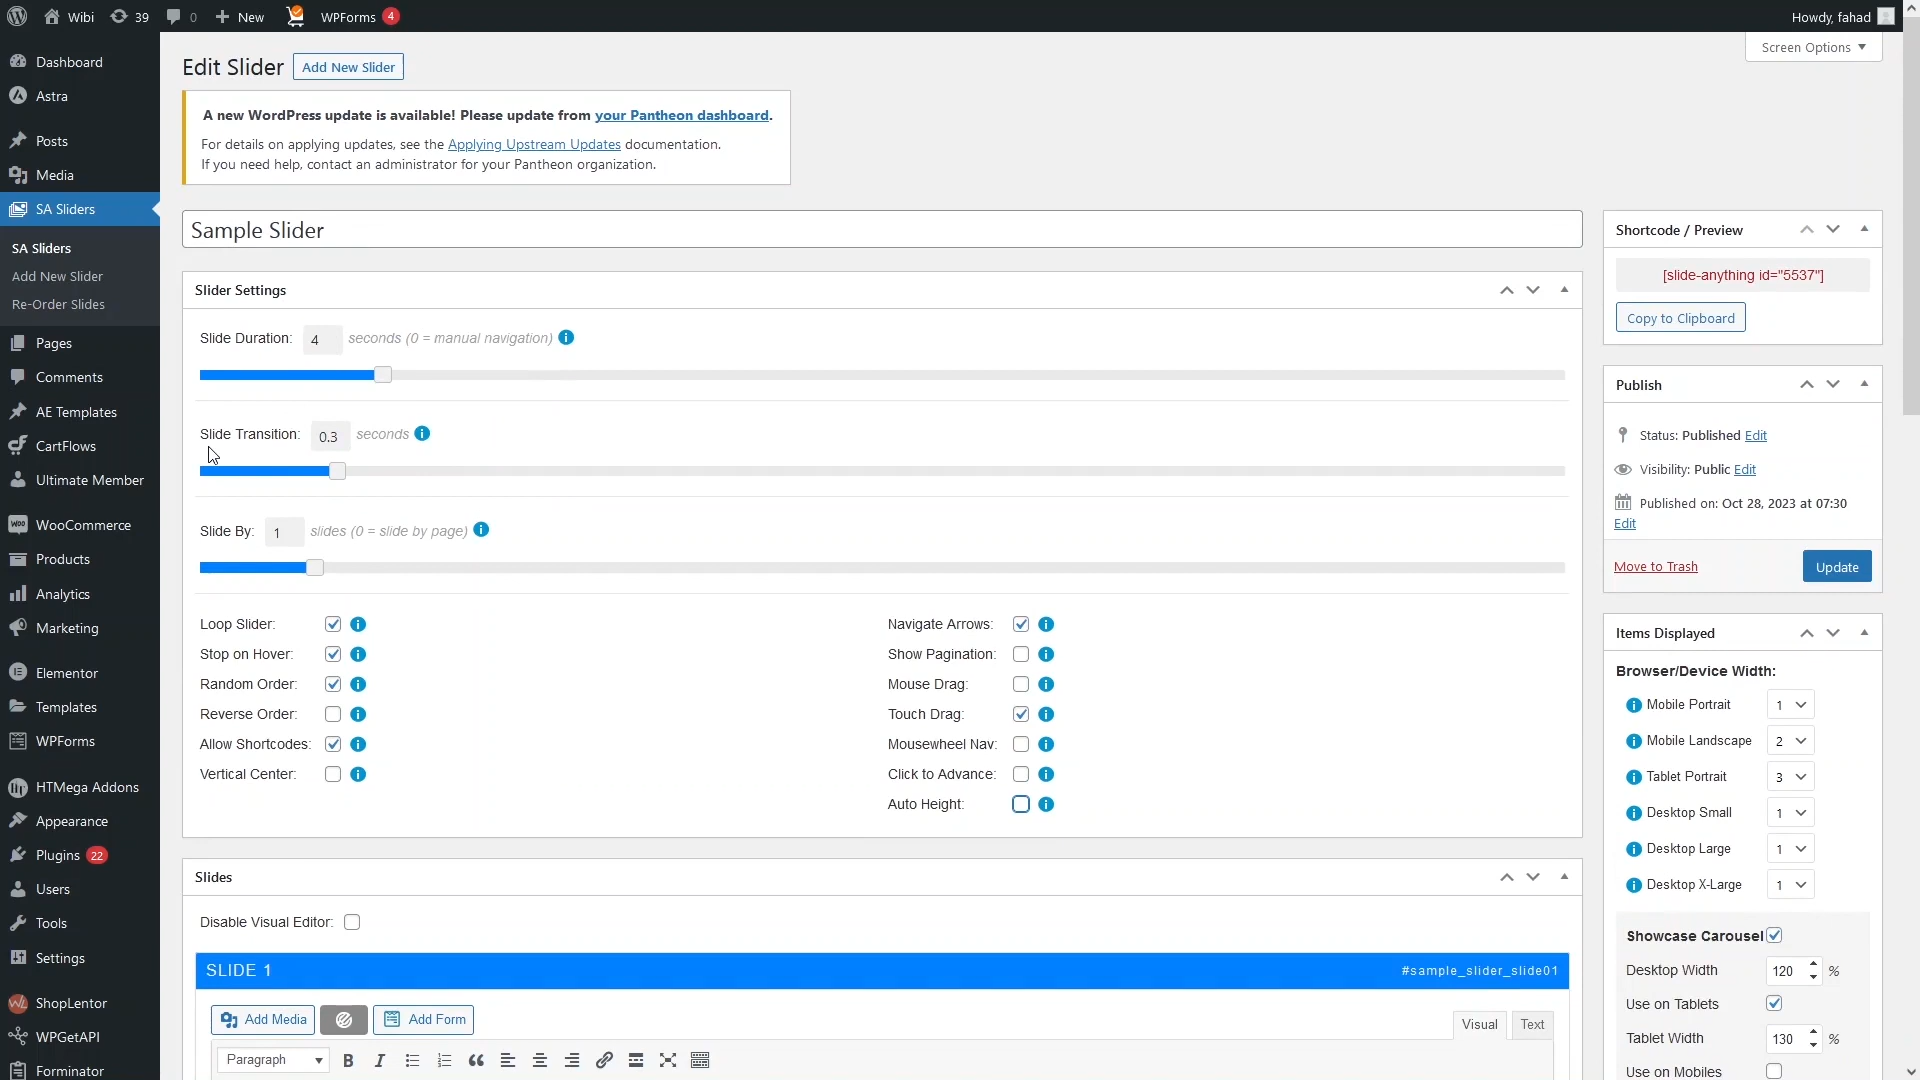 Wibi
39
0
New
WPForms
4
Howdy, fahad
Screen Options
Dashboard
Astra
Posts
Media
SA Sliders
SA Sliders
Add New Slider
Re-Order Slides
Pages
Comments
AE Templates
CartFlows
Ultimate Member
WooCommerce
Products
Analytics
Marketing
Elementor
Templates
WPForms
HTMega Addons
Appearance
Plugins 22
Users
Tools
Settings
ShopLentor
WPGetAPI
Forminator
Edit Slider
Add New Slider
A new WordPress update is available! Please update from your Pantheon dashboard.
For details on applying updates, see the Applying Upstream Updates documentation.
If you need help, contact an administrator for your Pantheon organization.
Sample Slider
Slider Settings
Slide Duration: 4 seconds (0 = manual navigation)
Slide Transition: 0.3 seconds
Slide By: 1 slides (0 = slide by page)
Loop Slider:
Stop on Hover:
Random Order:
Reverse Order:
Allow Shortcodes:
Vertical Center:
Navigate Arrows:
Show Pagination:
Mouse Drag:
Touch Drag:
Mousewheel Nav:
Click to Advance:
Auto Height:
Slides
Disable Visual Editor:
SLIDE 1
#sample_slider_slide01
Add Media
Add Form
Visual
Text
Paragraph
B I
Shortcode / Preview
[slide-anything id="5537"]
Copy to Clipboard
Publish
Status: Published Edit
Visibility: Public Edit
Published on: Oct 28, 2023 at 07:30
Edit
Move to Trash
Update
Items Displayed
Browser/Device Width:
Mobile Portrait 1
Mobile Landscape 2
Tablet Portrait 3
Desktop Small 1
Desktop Large 1
Desktop X-Large 1
Showcase Carousel
Desktop Width 120 %
Use on Tablets
Tablet Width 130 %
Use on Mobiles